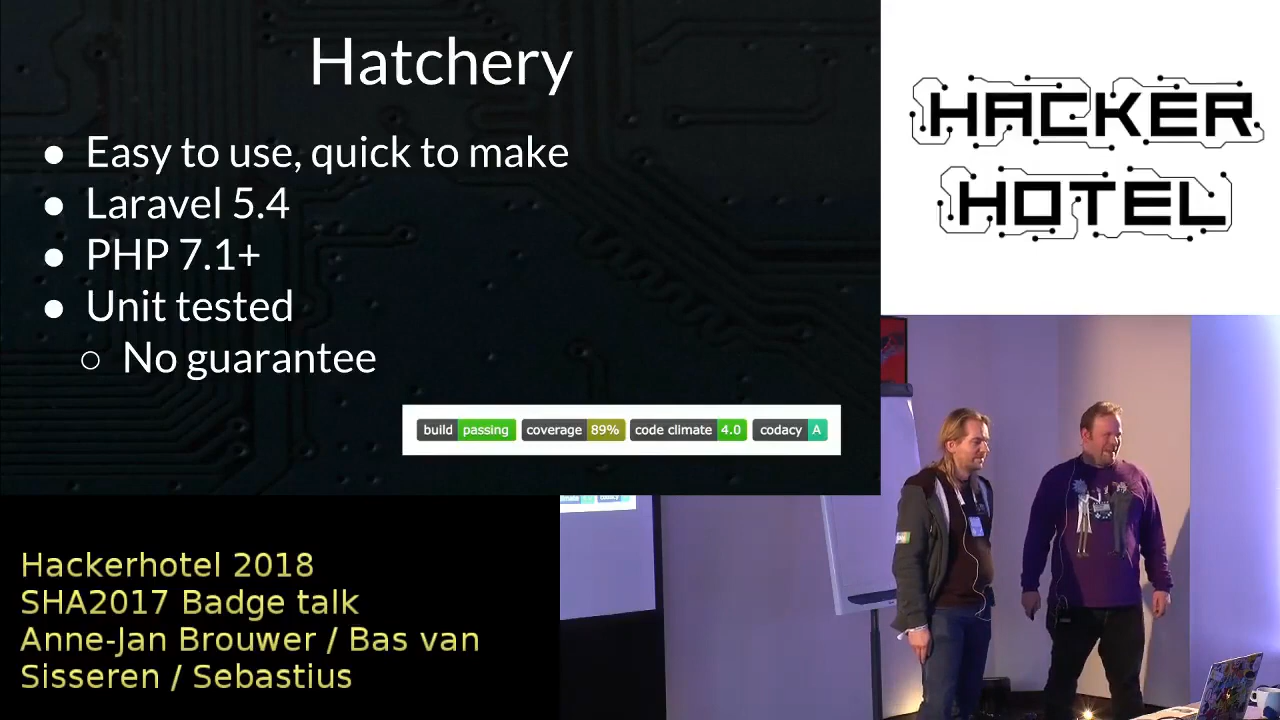 Hatchery
● Easy to use, quick to make
● Laravel 5.4
● PHP 7.1+
● Unit tested
○ No guarantee
build passing coverage 89% code climate 4.0 codacy A
HACKER
HOTEL
Hackerhotel 2018
SHA2017 Badge talk
Anne-Jan Brouwer / Bas van
Sisseren / Sebastius